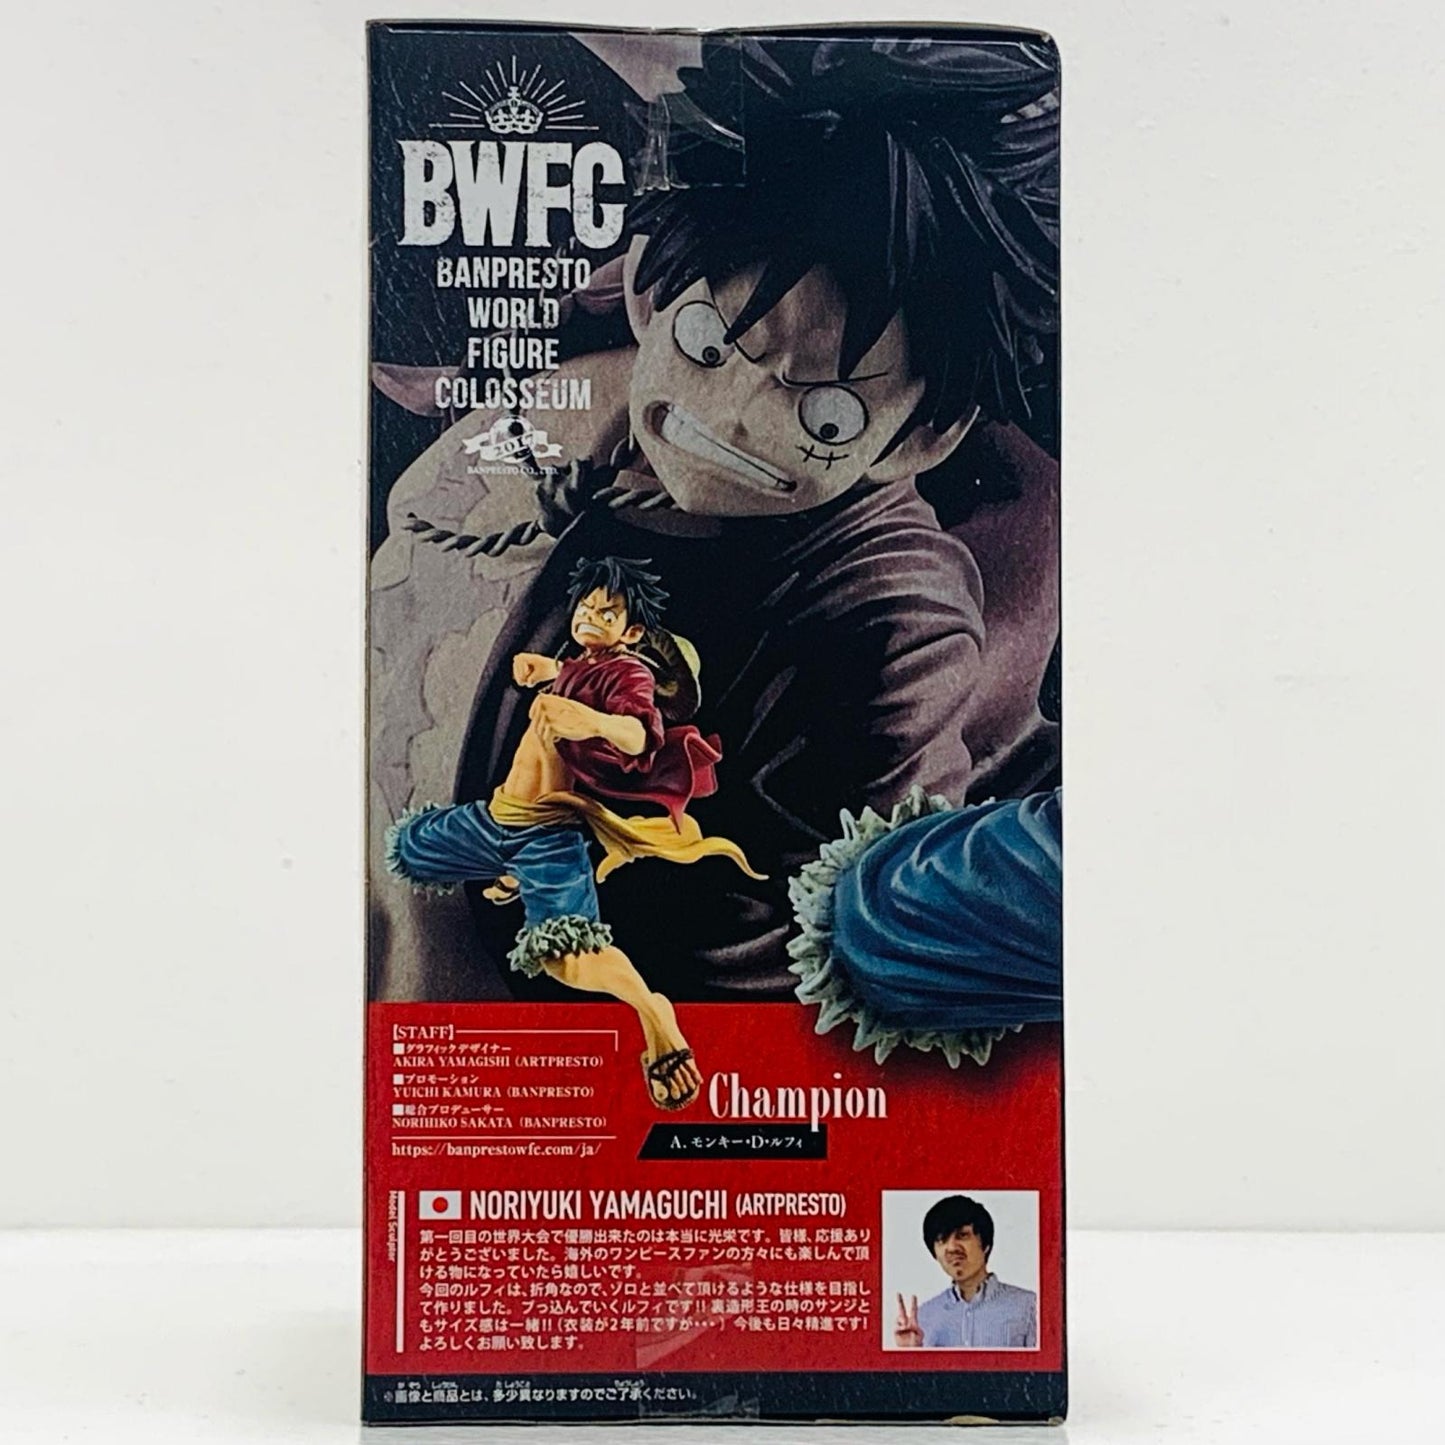 BWFC
BANPRESTO
WORLD
FIGURE
COLOSSEUM
2017
BANPRESTO CO., LTD.
【STAFF】
■グラフィックデザイナー
AKIRA YAMAGISHI (ARTPRESTO)
■プロモーション
YUICHI KAMURA (BANPRESTO)
■総合プロデューサー
NORIHIKO SAKATA (BANPRESTO)
https://banprestowfc.com/ja/
Champion
A. モンキー・D・ルフィ
Model Sculptor
NORIYUKI YAMAGUCHI (ARTPRESTO)
第一回目の世界大会で優勝出来たのは本当に光栄です。皆様、応援あり
がとうございました。海外のワンピースファンの方々にも楽しんで頂
ける物になっていたら嬉しいです。
今回のルフィは、折角なので、ゾロと並べて頂けるような仕様を目指し
て作りました。ブっ込んでいくルフィです!! 裏造形王の時のサンジと
もサイズ感は一緒!!(衣装が2年前ですが・・・) 今後も日々精進です!
よろしくお願い致します。
※画像と商品とは、多少異なりますのでご了承ください。